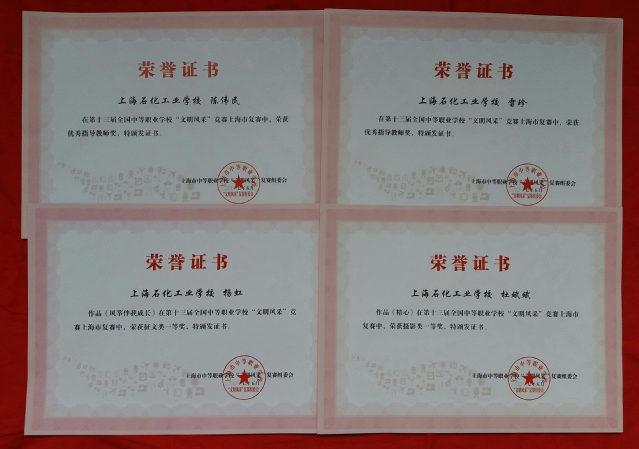 荣誉证书
上海石化工业学校 陈伟民
在第十三届全国中等职业学校“文明风采”竞赛上海市复赛中，荣获
优秀指导教师奖，特颁发证书。
上海市中等职业学校“文明风采”复赛组委会
荣誉证书
上海石化工业学校 曹珍
在第十三届全国中等职业学校“文明风采”竞赛上海市复赛中，荣获
优秀指导教师奖，特颁发证书。
上海市中等职业学校“文明风采”复赛组委会
荣誉证书
上海石化工业学校 杨虹
作品《风筝伴我成长》在第十三届全国中等职业学校“文明风采”竞
赛上海市复赛中，荣获征文类一等奖，特颁发证书。
上海市中等职业学校“文明风采”复赛组委会
荣誉证书
上海石化工业学校 杜斌斌
作品《精心》在第十三届全国中等职业学校“文明风采”竞赛上海市
复赛中，荣获摄影类一等奖，特颁发证书。
上海市中等职业学校“文明风采”复赛组委会